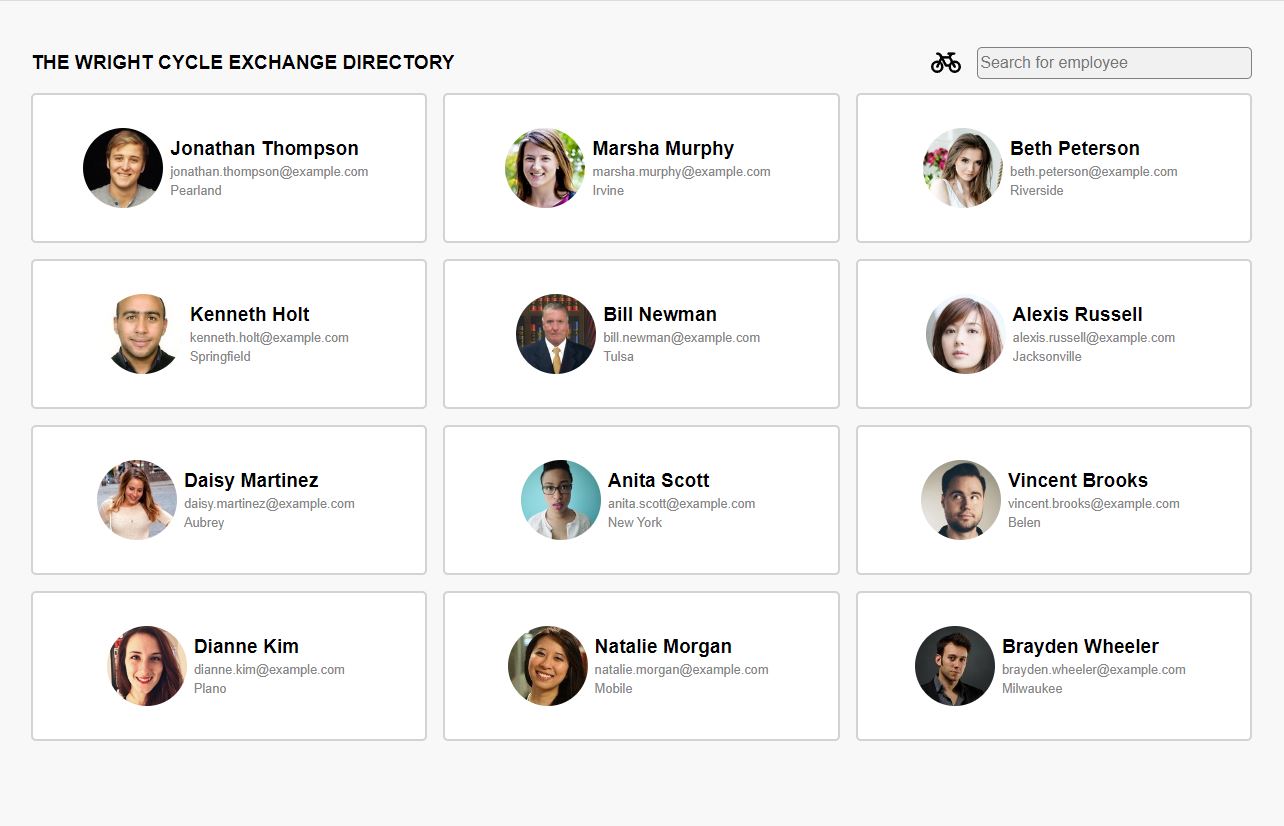 THE WRIGHT CYCLE EXCHANGE DIRECTORY
Search for employee
Jonathan Thompson
jonathan.thompson@example.com
Pearland
Marsha Murphy
marsha.murphy@example.com
Irvine
Beth Peterson
beth.peterson@example.com
Riverside
Kenneth Holt
kenneth.holt@example.com
Springfield
Bill Newman
bill.newman@example.com
Tulsa
Alexis Russell
alexis.russell@example.com
Jacksonville
Daisy Martinez
daisy.martinez@example.com
Aubrey
Anita Scott
anita.scott@example.com
New York
Vincent Brooks
vincent.brooks@example.com
Belen
Dianne Kim
dianne.kim@example.com
Plano
Natalie Morgan
natalie.morgan@example.com
Mobile
Brayden Wheeler
brayden.wheeler@example.com
Milwaukee